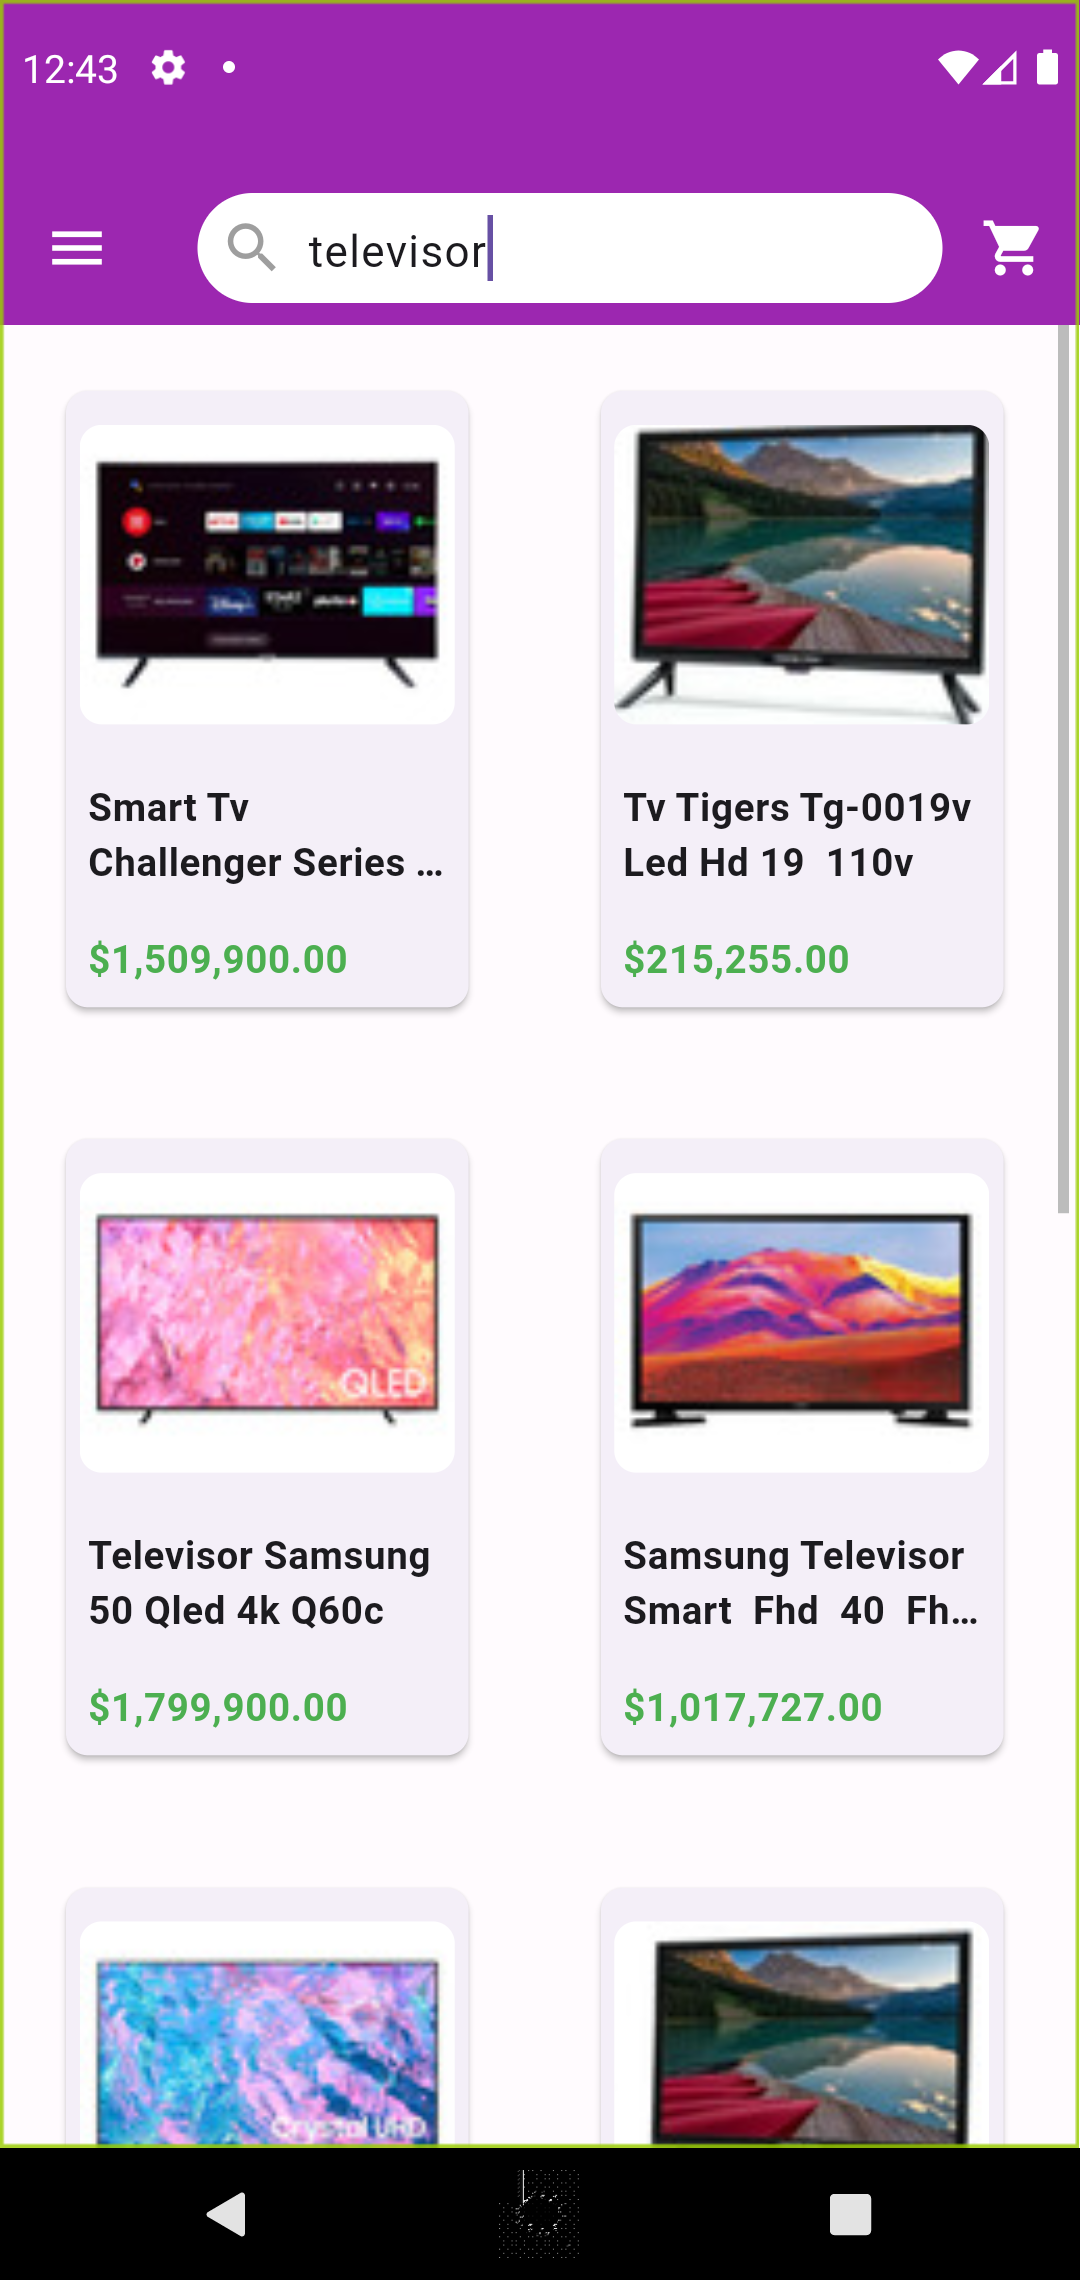 12:43
televisor
Smart Tv
Challenger Series ...
$1,509,900.00
Tv Tigers Tg-0019v
Led Hd 19  110v
$215,255.00
QLED
Televisor Samsung
50 Qled 4k Q60c
$1,799,900.00
Samsung Televisor
Smart  Fhd  40  Fh...
$1,017,727.00
Crystal UHD